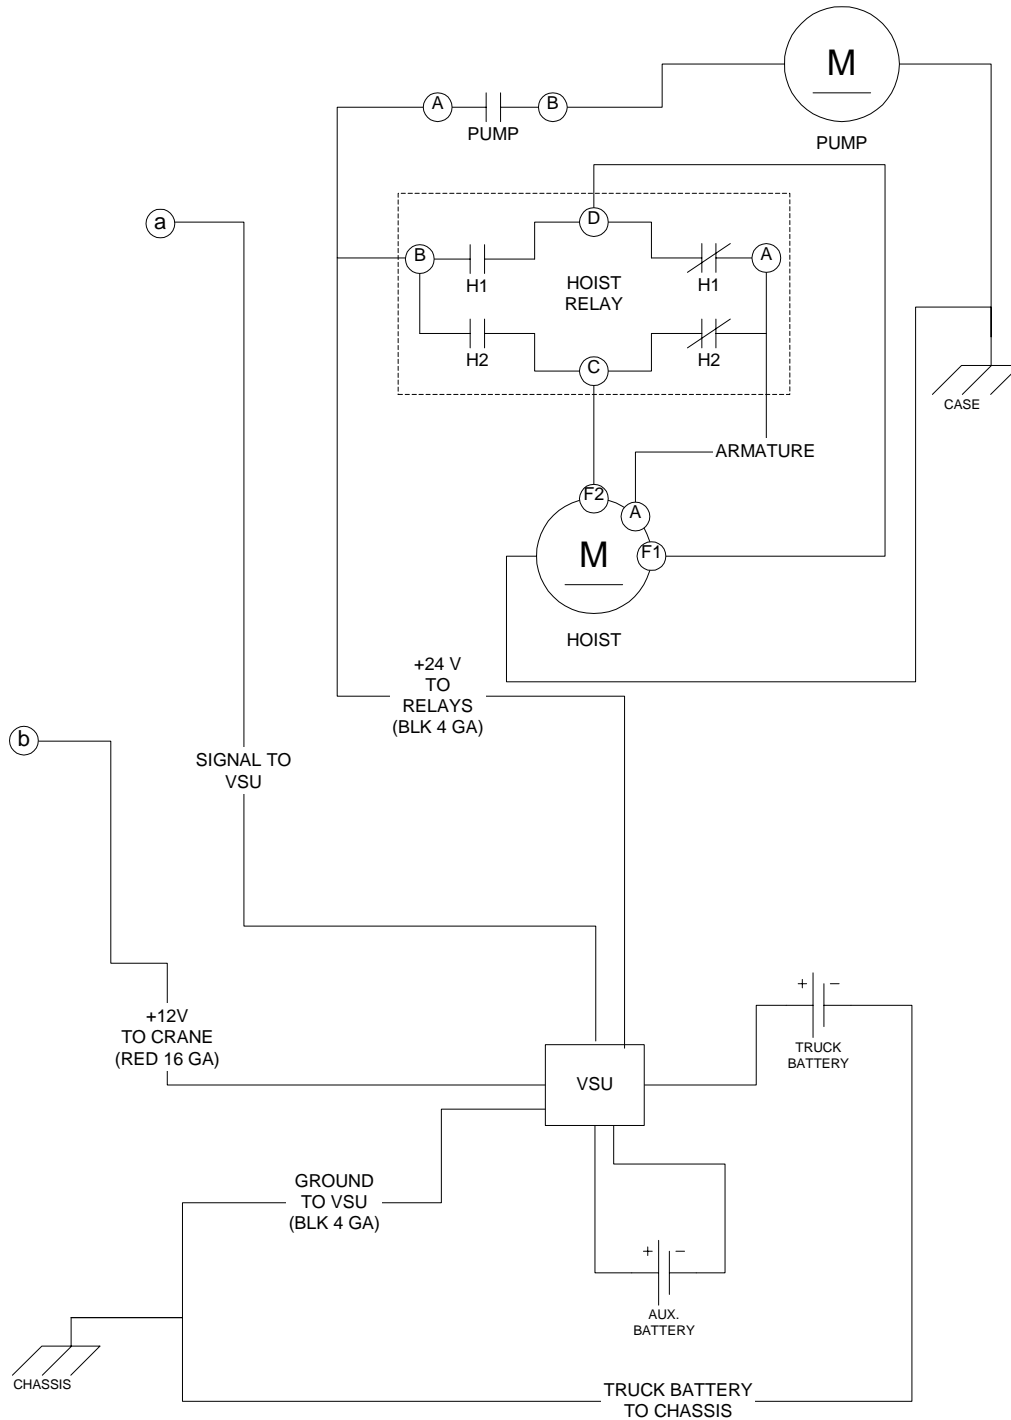 M
A
B
PUMP
PUMP
a
D
B
A
H1
HOIST
RELAY
H1
H2
C
H2
CASE
ARMATURE
F2
A
M
F1
HOIST
+24 V
TO
RELAYS
(BLK 4 GA)
b
SIGNAL TO
VSU
+ −
+12V
TO CRANE
(RED 16 GA)
TRUCK
BATTERY
VSU
GROUND
TO VSU
(BLK 4 GA)
+ −
AUX.
BATTERY
CHASSIS
TRUCK BATTERY
TO CHASSIS